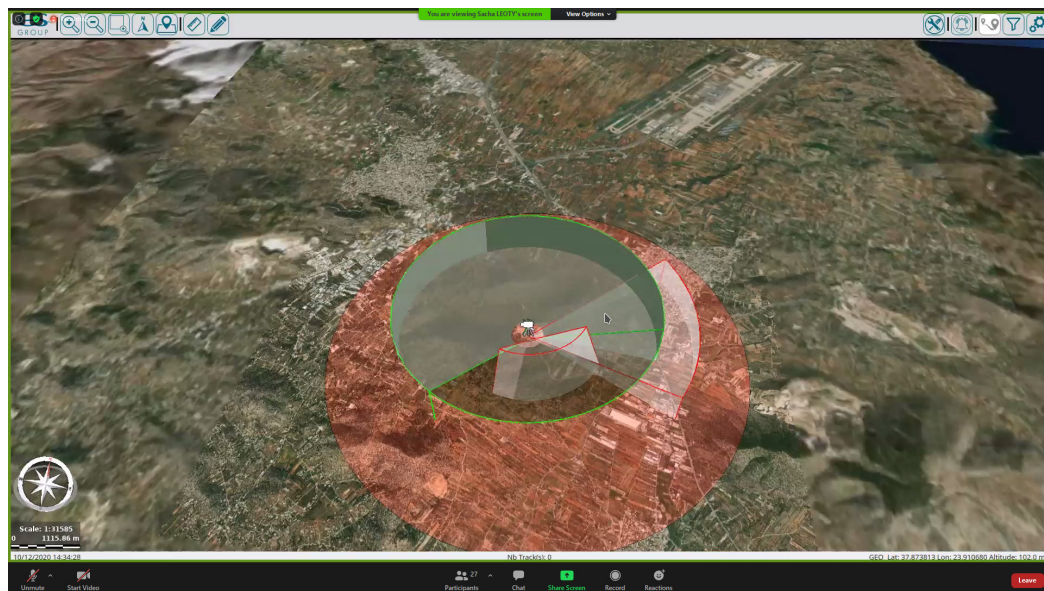 You are viewing Sacha LEOTY's screen
View Options
GROUP
Scale: 1:31585
0 1115.86 m
10/12/2020 14:34:28
Nb Track(s): 0
GEO Lat: 37.873813 Lon: 23.910680 Altitude: 102.0 m
Unmute
Start Video
27
Participants
Chat
Share Screen
Record
Reactions
Leave